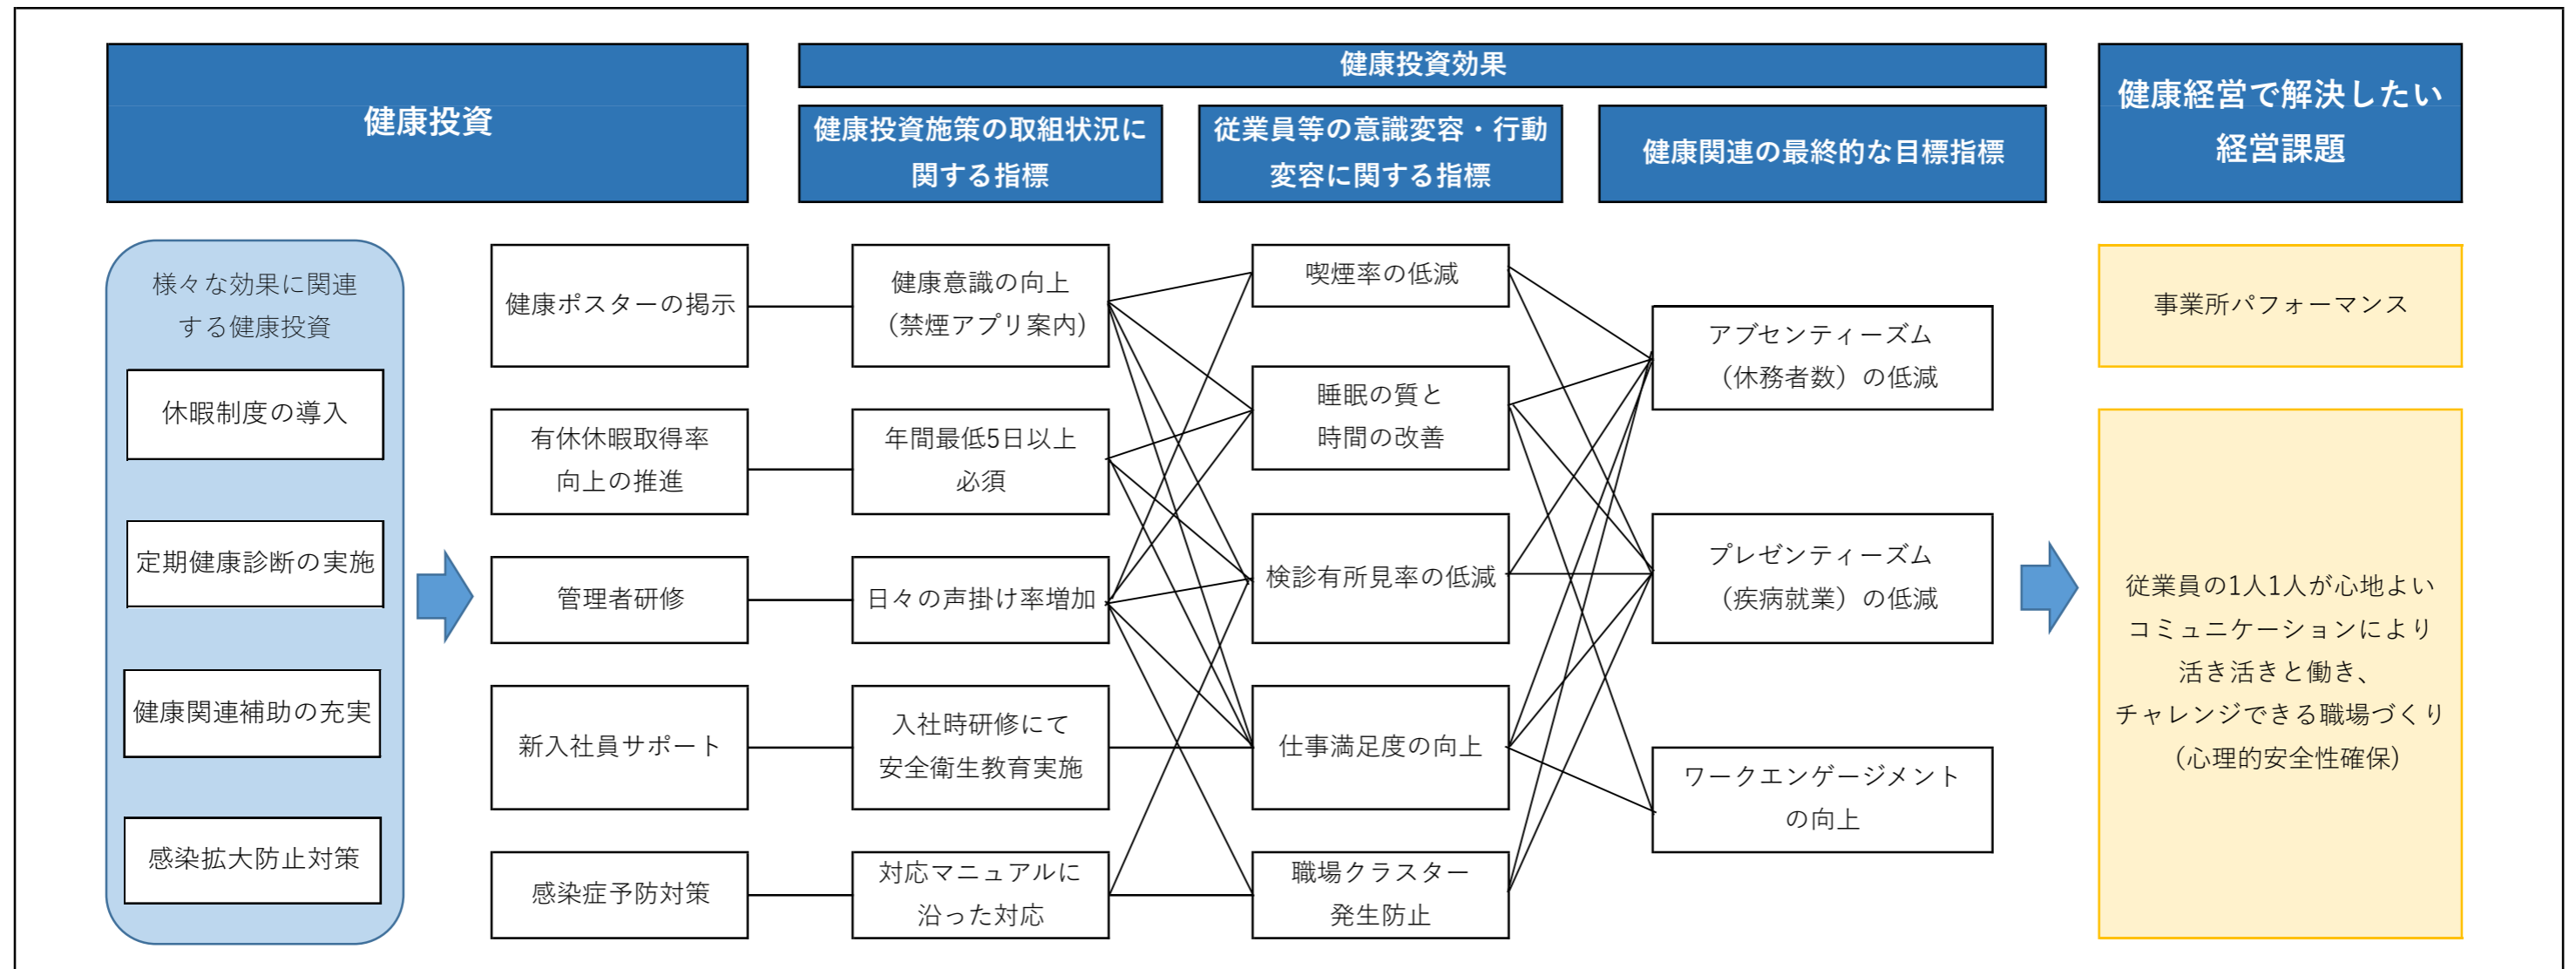 健康投資
健康投資効果
健康投資施策の取組状況に
関する指標
従業員等の意識変容・行動
変容に関する指標
健康関連の最終的な目標指標
健康経営で解決したい
経営課題
様々な効果に関連
する健康投資
休暇制度の導入
定期健康診断の実施
健康関連補助の充実
感染拡大防止対策
健康ポスターの掲示
有休休暇取得率
向上の推進
管理者研修
新入社員サポート
感染症予防対策
健康意識の向上
（禁煙アプリ案内）
年間最低5日以上
必須
日々の声掛け率増加
入社時研修にて
安全衛生教育実施
対応マニュアルに
沿った対応
喫煙率の低減
睡眠の質と
時間の改善
検診有所見率の低減
仕事満足度の向上
職場クラスター
発生防止
アブセンティーズム
（休務者数）の低減
プレゼンティーズム
（疾病就業）の低減
ワークエンゲージメント
の向上
事業所パフォーマンス
従業員の1人1人が心地よい
コミュニケーションにより
活き活きと働き、
チャレンジできる職場づくり
（心理的安全性確保）